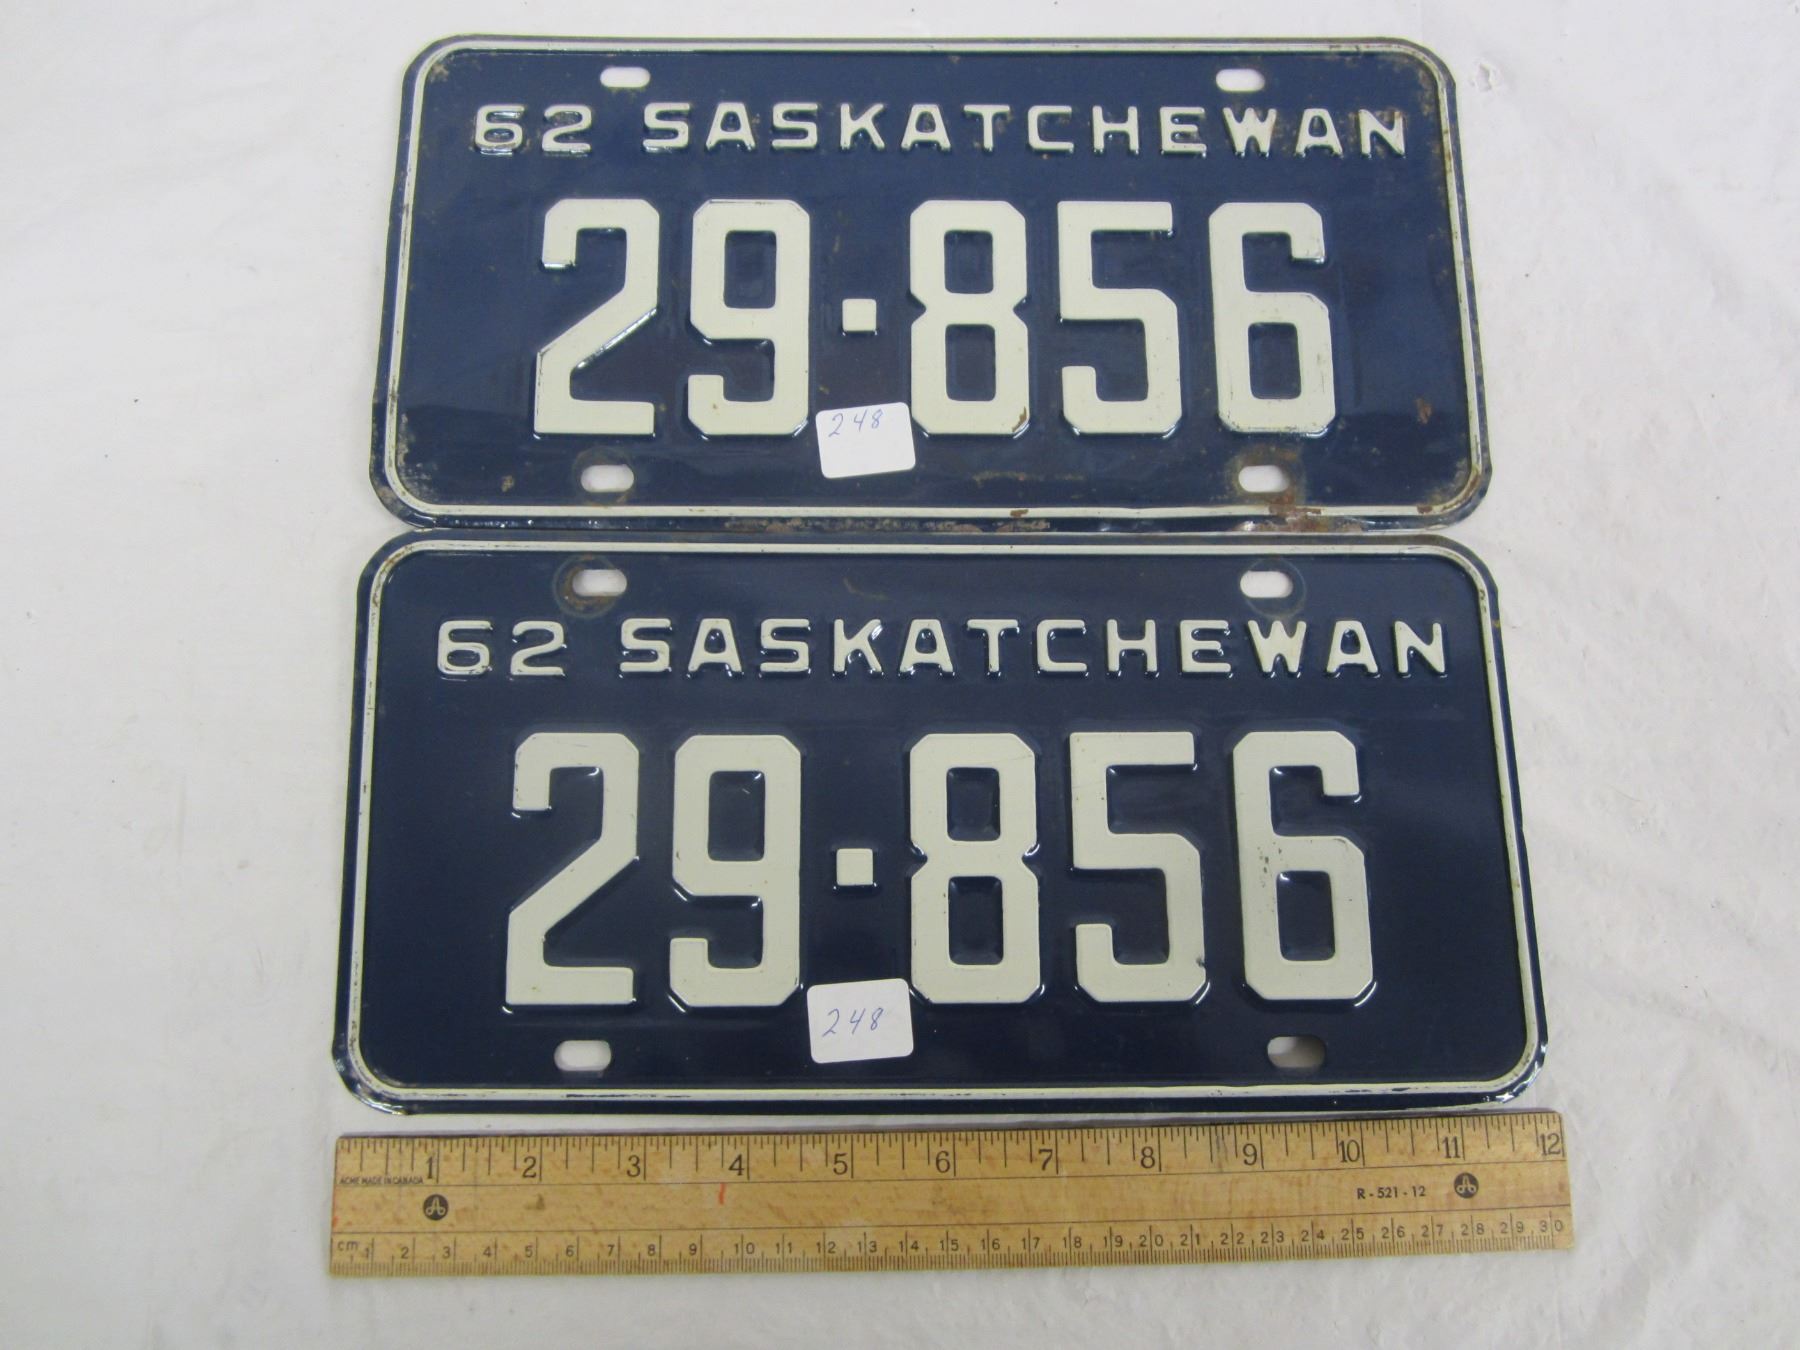 62 SASKATCHEWAN
29·856
248
62 SASKATCHEWAN
29·856
248
1 2 3 4 5 6 7 8 9 10 11 12
ACME MADE IN CANADA
R - 521 - 12
cm 1 2 3 4 5 6 7 8 9 10 11 12 13 14 15 16 17 18 19 20 21 22 23 24 25 26 27 28 29 30